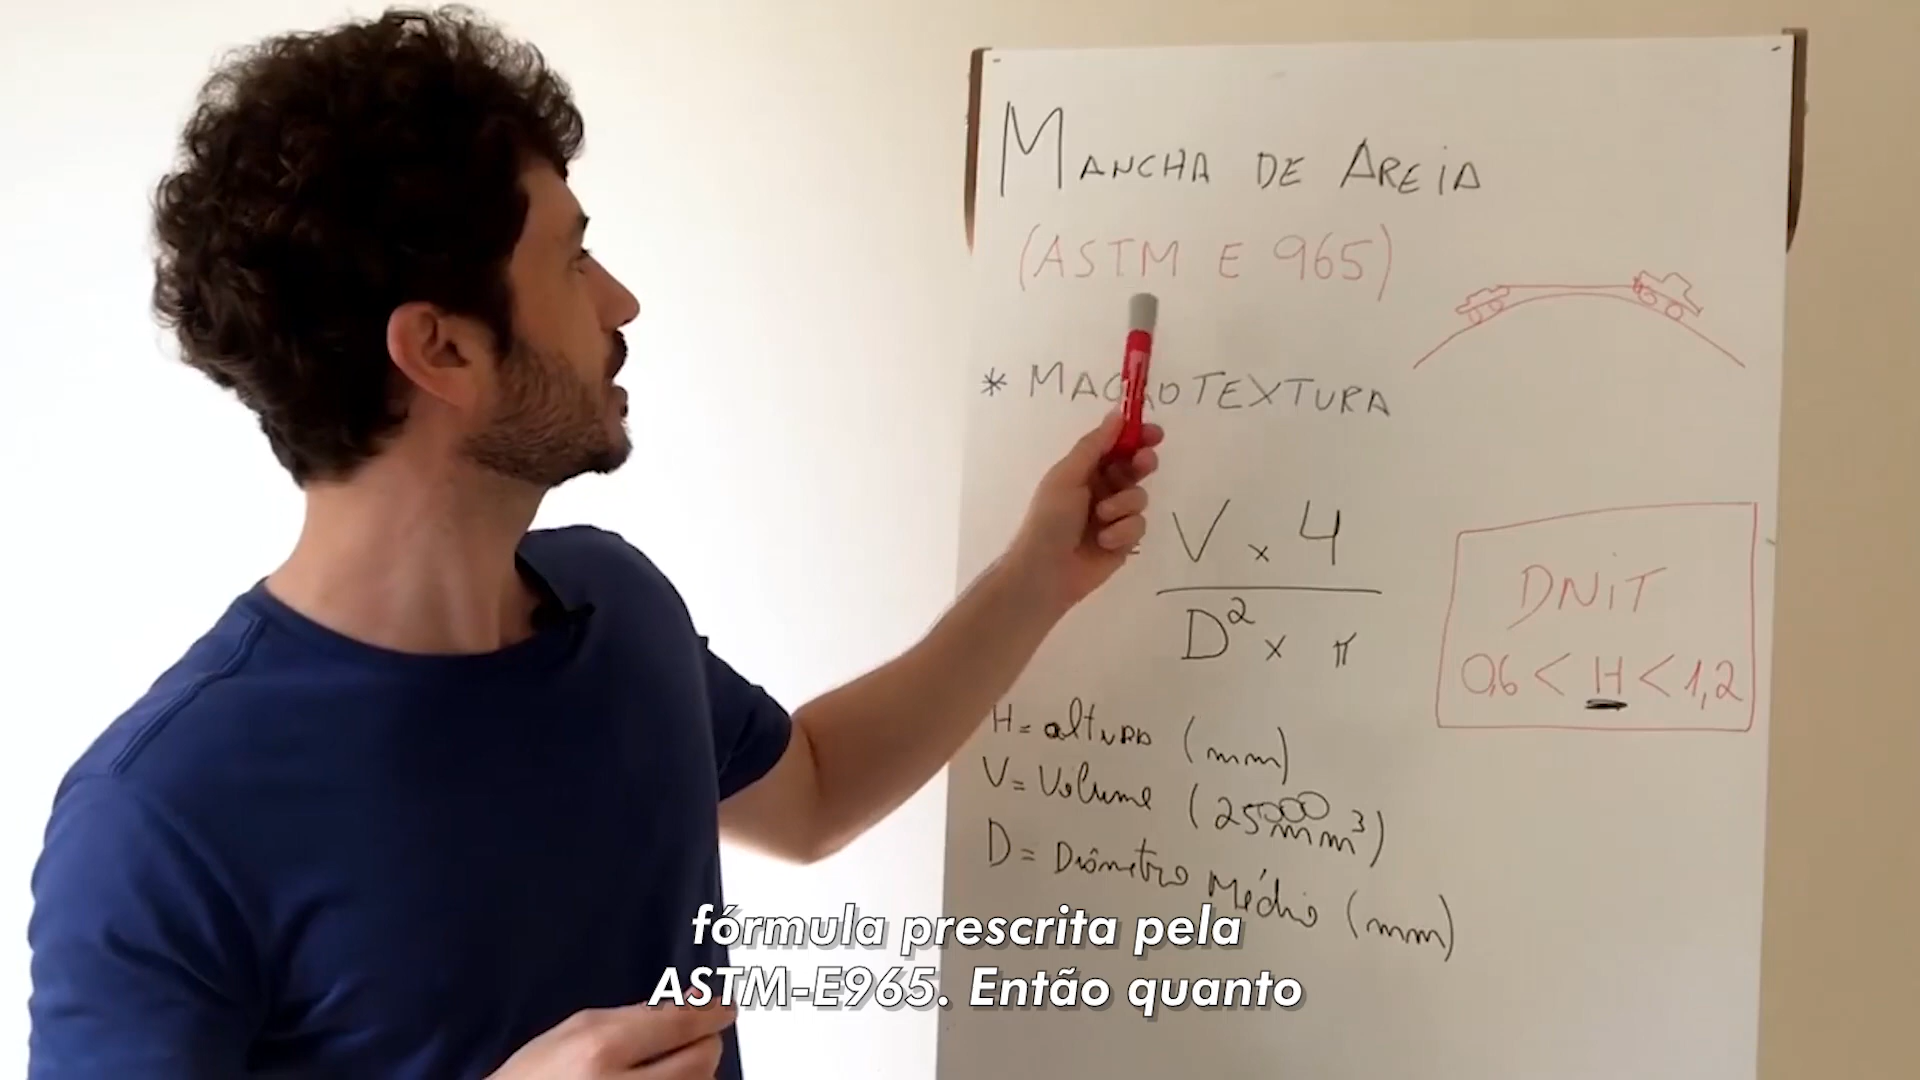 MANCHA DE AREIA
(ASTM E 965)
* MACROTEXTURA
V x 4
D² x π
DNIT
0,6 < H < 1,2
H = altura (mm)
V = Volume (25000 mm³)
D = Diâmetro Médio (mm)
fórmula prescrita pela
ASTM-E965. Então quanto